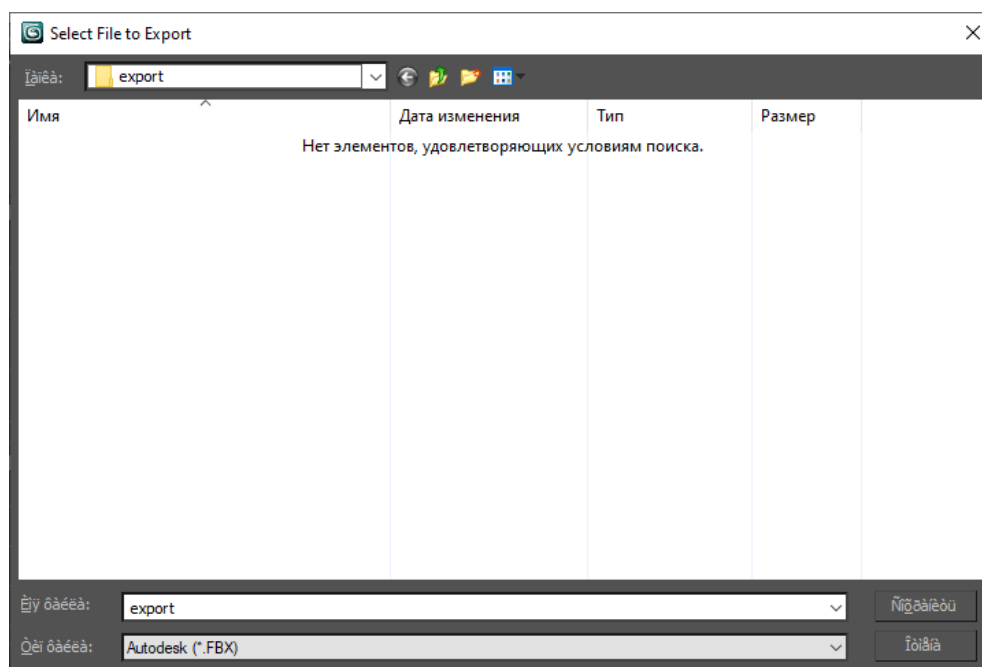 Select File to Export
Ïàïêà: export
Имя Дата изменения Тип Размер
Нет элементов, удовлетворяющих условиям поиска.
Èìÿ ôàéëà: export Ñîõðàíèòü
Òèï ôàéëà: Autodesk (*.FBX) Îòìåíà